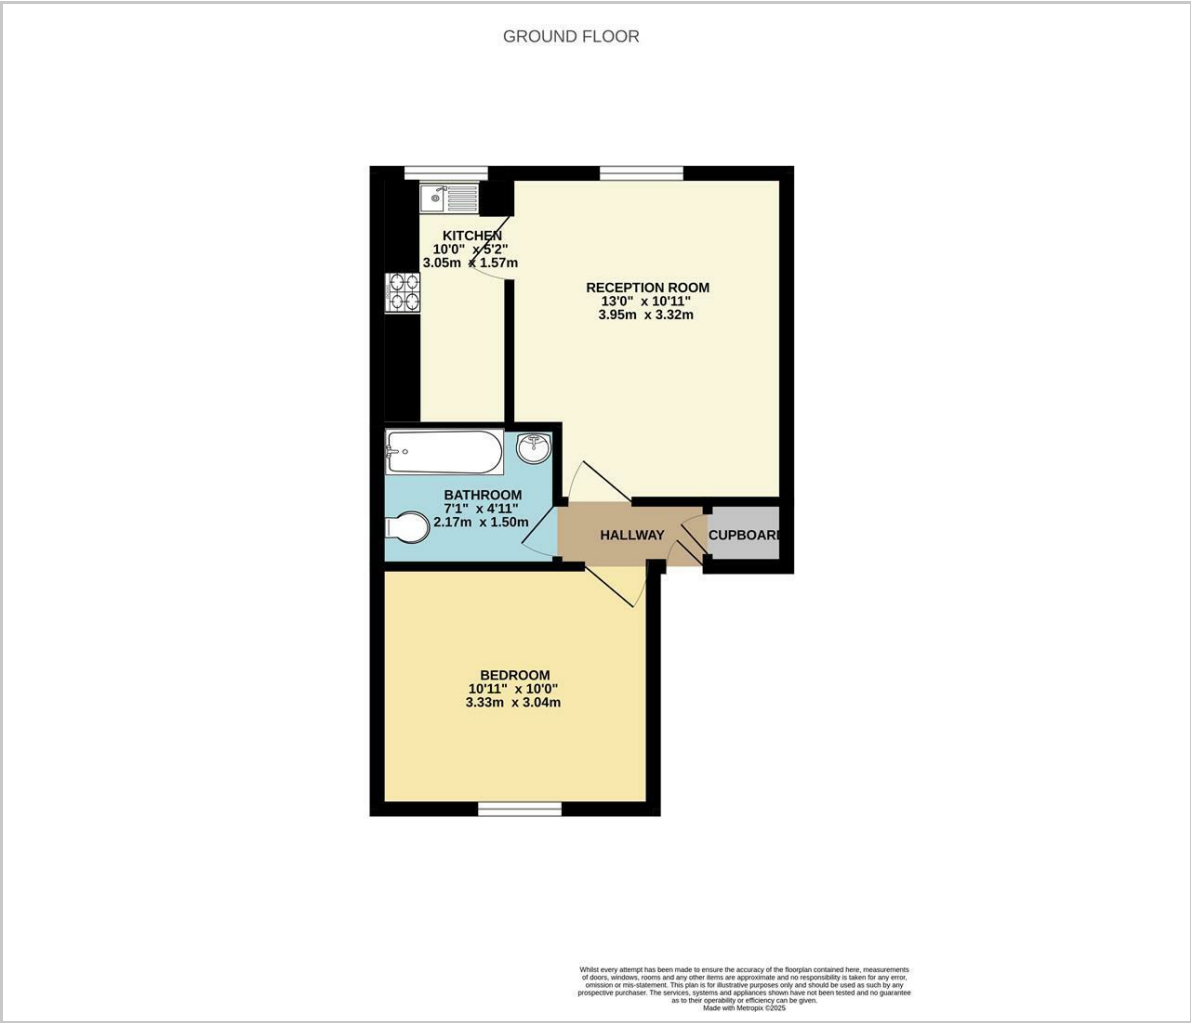 GROUND FLOOR
KITCHEN
10'0" x 5'2"
3.05m x 1.57m
RECEPTION ROOM
13'0" x 10'11"
3.95m x 3.32m
BATHROOM
7'1" x 4'11"
2.17m x 1.50m
HALLWAY
CUPBOARD
BEDROOM
10'11" x 10'0"
3.33m x 3.04m
Whilst every attempt has been made to ensure the accuracy of the floorplan contained here, measurements
of doors, windows, rooms and any other items are approximate and no responsibility is taken for any error,
omission or mis-statement. This plan is for illustrative purposes only and should be used as such by any
prospective purchaser. The services, systems and appliances shown have not been tested and no guarantee
as to their operability or efficiency can be given.
Made with Metropix ©2025